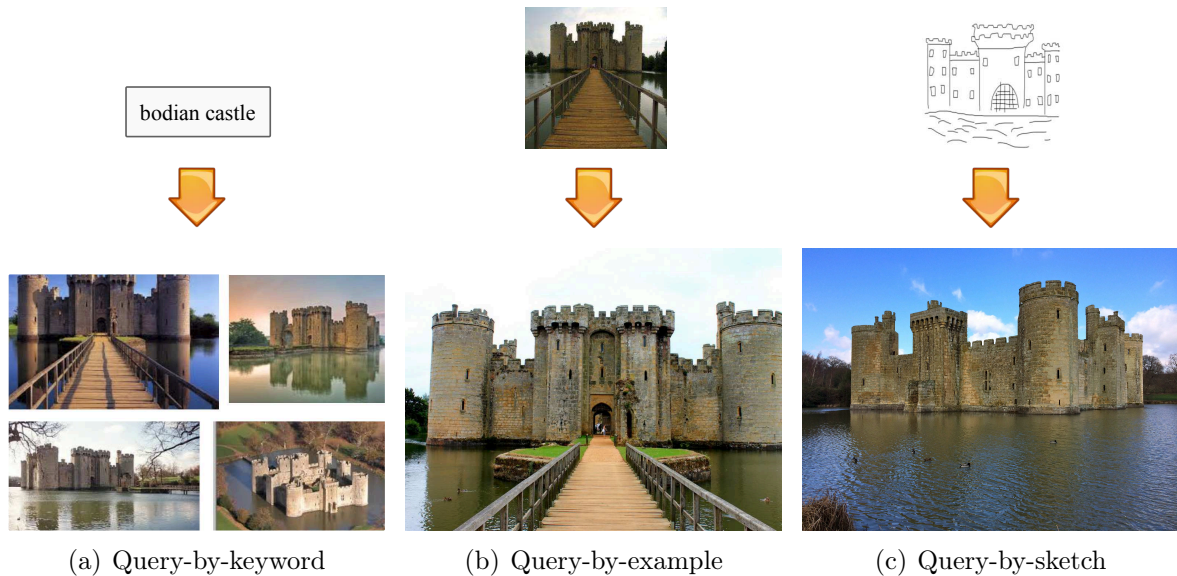 bodian castle
(a) Query-by-keyword
(b) Query-by-example
(c) Query-by-sketch